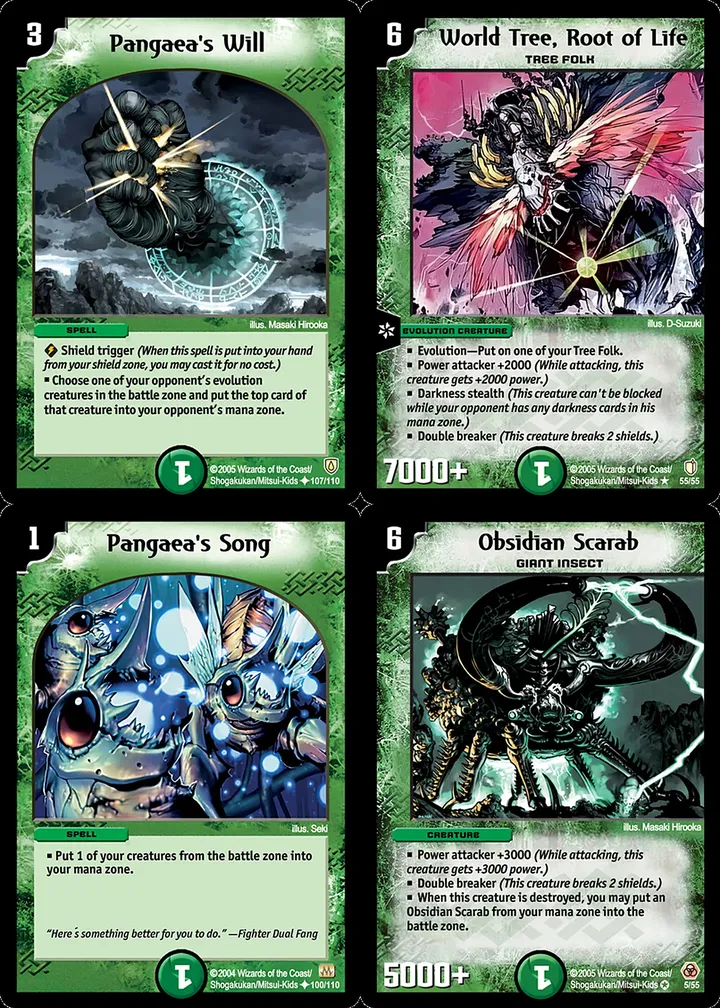 3
Pangaea's Will
SPELL
illus. Masaki Hirooka
Shield trigger (When this spell is put into your hand
from your shield zone, you may cast it for no cost.)
▪ Choose one of your opponent's evolution
creatures in the battle zone and put the top card of
that creature into your opponent's mana zone.
1
©2005 Wizards of the Coast/
Shogakukan/Mitsui-Kids ✦ 107/110
6
World Tree, Root of Life
TREE FOLK
EVOLUTION CREATURE
illus. D-Suzuki
▪ Evolution—Put on one of your Tree Folk.
▪ Power attacker +2000 (While attacking, this
creature gets +2000 power.)
▪ Darkness stealth (This creature can't be blocked
while your opponent has any darkness cards in his
mana zone.)
▪ Double breaker (This creature breaks 2 shields.)
7000+
1
©2005 Wizards of the Coast/
Shogakukan/Mitsui-Kids ★ 55/55
1
Pangaea's Song
SPELL
illus. Seki
▪ Put 1 of your creatures from the battle zone into
your mana zone.
"Here's something better for you to do." —Fighter Dual Fang
1
©2004 Wizards of the Coast/
Shogakukan/Mitsui-Kids ✦ 100/110
6
Obsidian Scarab
GIANT INSECT
CREATURE
illus. Masaki Hirooka
▪ Power attacker +3000 (While attacking, this
creature gets +3000 power.)
▪ Double breaker (This creature breaks 2 shields.)
▪ When this creature is destroyed, you may put an
Obsidian Scarab from your mana zone into the
battle zone.
5000+
1
©2005 Wizards of the Coast/
Shogakukan/Mitsui-Kids ✪ 5/55